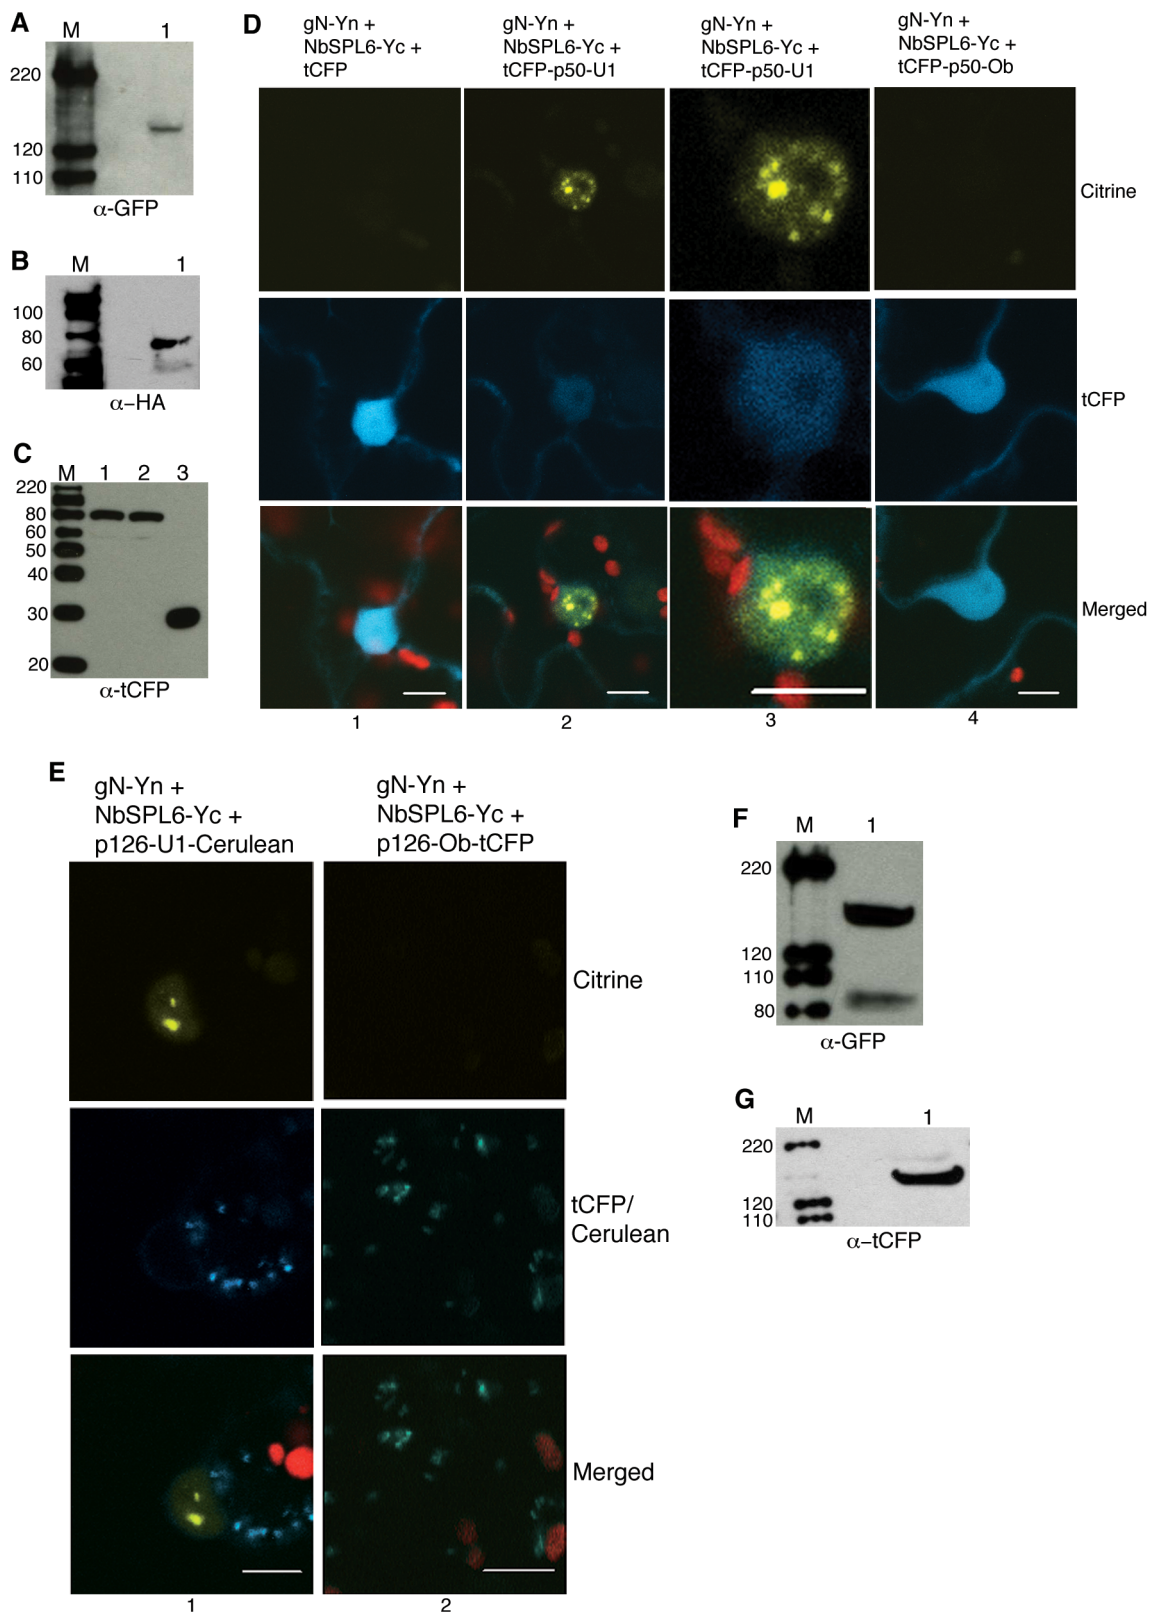 A
M 1
220
120
110
α-GFP
B
M 1
100
80
60
α–HA
C
M 1 2 3
220
80
60
50
40
30
20
α-tCFP
D
gN-Yn +
NbSPL6-Yc +
tCFP
gN-Yn +
NbSPL6-Yc +
tCFP-p50-U1
gN-Yn +
NbSPL6-Yc +
tCFP-p50-U1
gN-Yn +
NbSPL6-Yc +
tCFP-p50-Ob
Citrine
tCFP
Merged
1 2 3 4
E
gN-Yn +
NbSPL6-Yc +
p126-U1-Cerulean
gN-Yn +
NbSPL6-Yc +
p126-Ob-tCFP
Citrine
tCFP/
Cerulean
Merged
1 2
F
M 1
220
120
110
80
α-GFP
G
M 1
220
120
110
α–tCFP